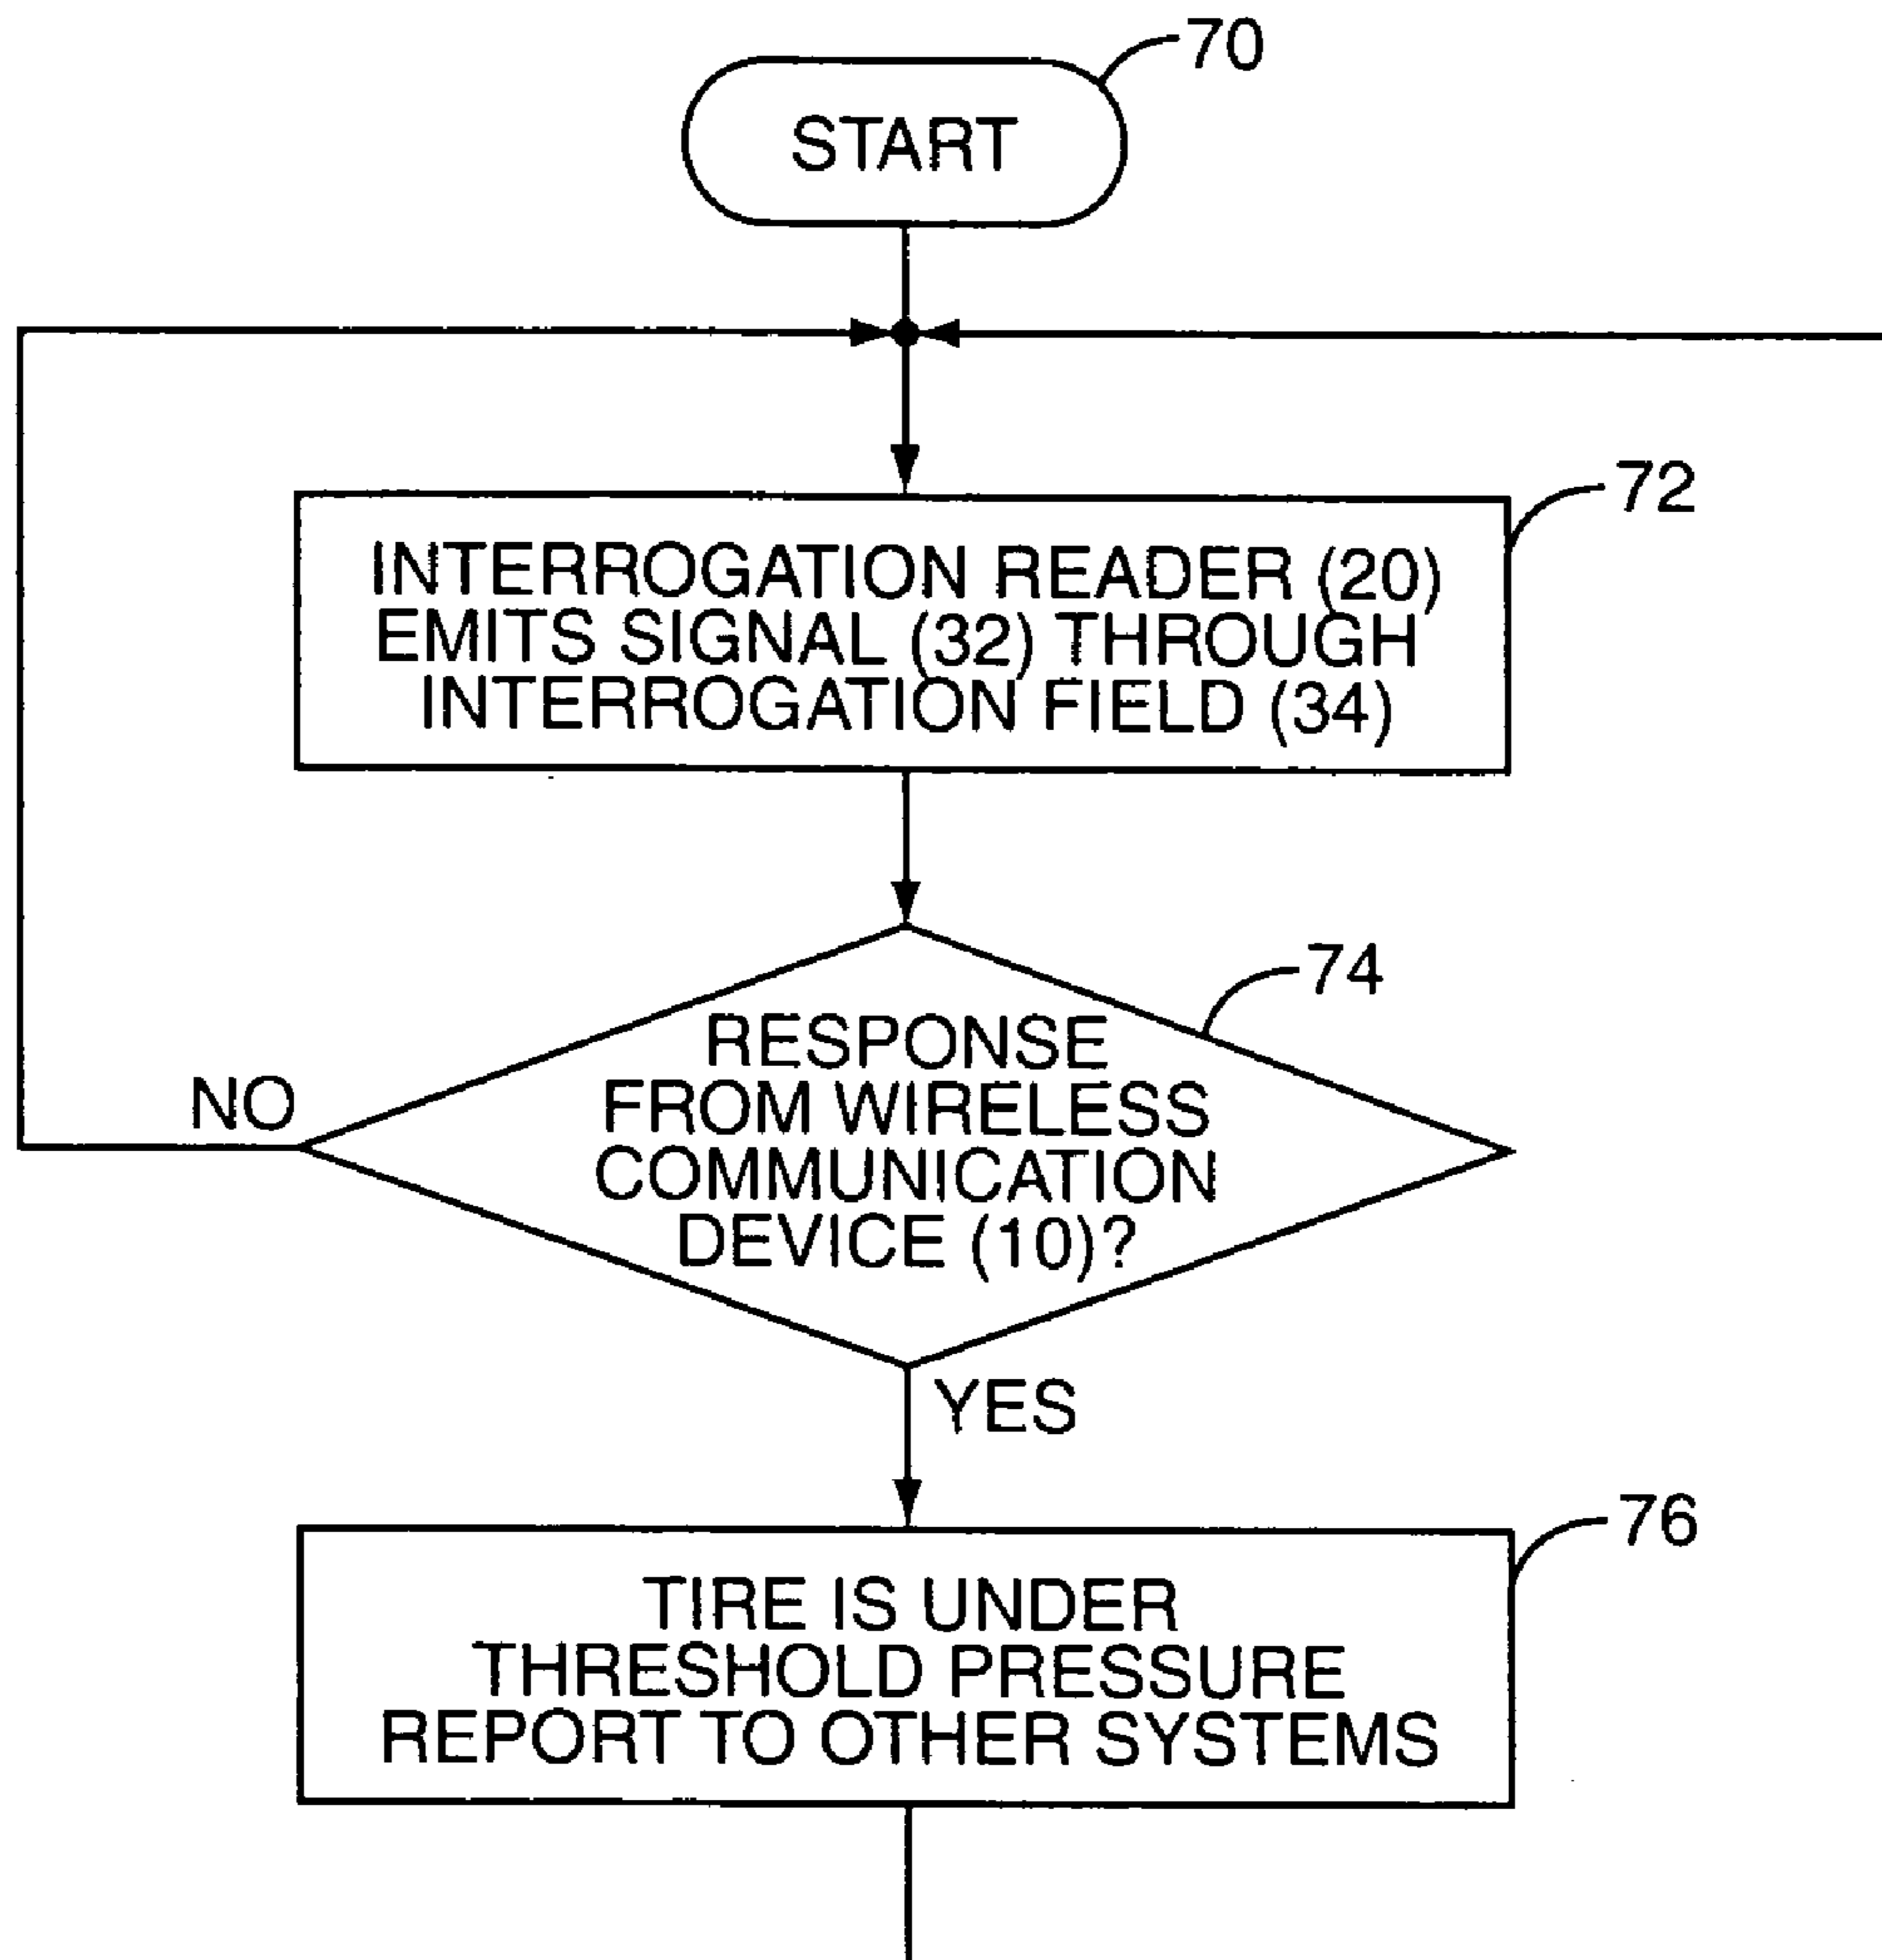 70
START
72
INTERROGATION READER (20)
EMITS SIGNAL (32) THROUGH
INTERROGATION FIELD (34)
74
RESPONSE
FROM WIRELESS
COMMUNICATION
DEVICE (10)?
NO
YES
76
TIRE IS UNDER
THRESHOLD PRESSURE
REPORT TO OTHER SYSTEMS